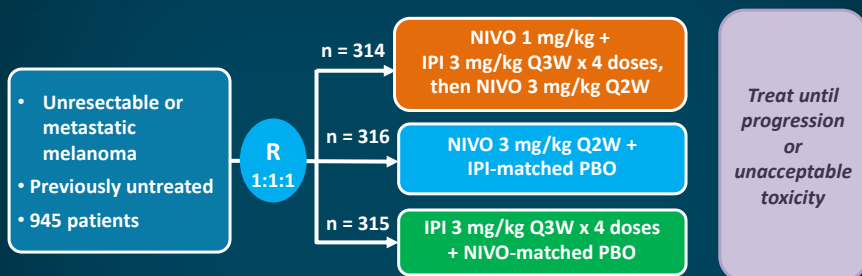 • Unresectable or
metastatic
melanoma
• Previously untreated
• 945 patients
R
1:1:1
n = 314
NIVO 1 mg/kg +
IPI 3 mg/kg Q3W x 4 doses,
then NIVO 3 mg/kg Q2W
n = 316
NIVO 3 mg/kg Q2W +
IPI-matched PBO
n = 315
IPI 3 mg/kg Q3W x 4 doses
+ NIVO-matched PBO
Treat until
progression
or
unacceptable
toxicity